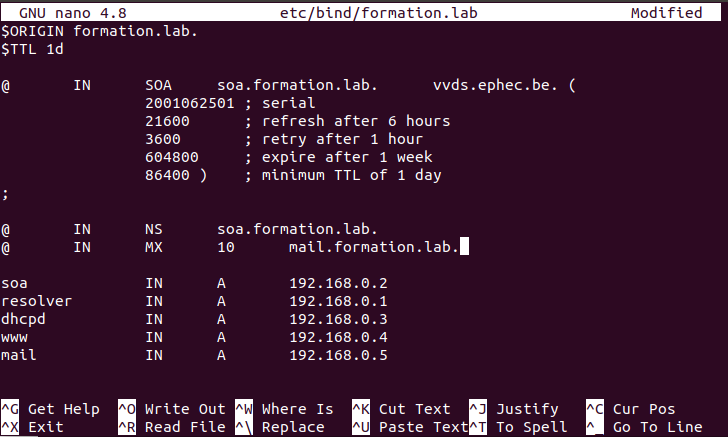 GNU nano 4.8 etc/bind/formation.lab Modified
$ORIGIN formation.lab.
$TTL 1d
@ IN SOA soa.formation.lab. vvds.ephec.be. (
2001062501 ; serial
21600 ; refresh after 6 hours
3600 ; retry after 1 hour
604800 ; expire after 1 week
86400 ) ; minimum TTL of 1 day
;
@ IN NS soa.formation.lab.
@ IN MX 10 mail.formation.lab.
soa IN A 192.168.0.2
resolver IN A 192.168.0.1
dhcpd IN A 192.168.0.3
www IN A 192.168.0.4
mail IN A 192.168.0.5
^G Get Help ^O Write Out ^W Where Is ^K Cut Text ^J Justify ^C Cur Pos
^X Exit ^R Read File ^\ Replace ^U Paste Text ^T To Spell ^_ Go To Line